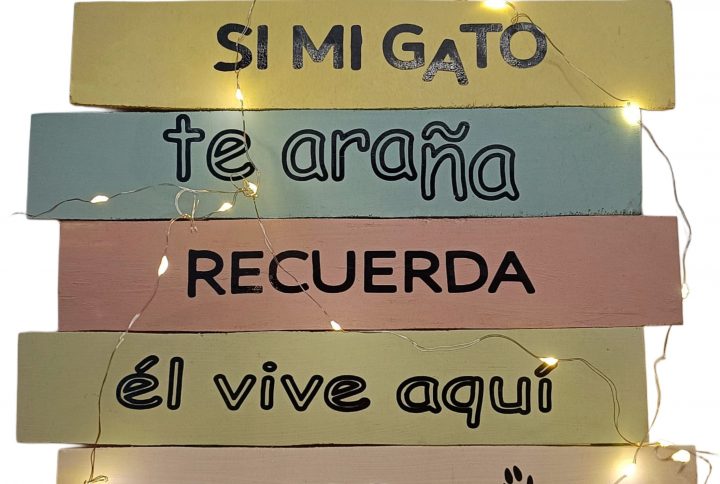 SI MI GATO
te araña
RECUERDA
él vive aquí